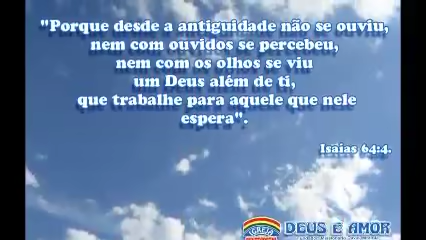 "Porque desde a antiguidade não se ouviu,
nem com ouvidos se percebeu,
nem com os olhos se viu
um Deus além de ti,
que trabalhe para aquele que nele
espera".
Isaías 64:4.
IGREJA
DEUS É AMOR